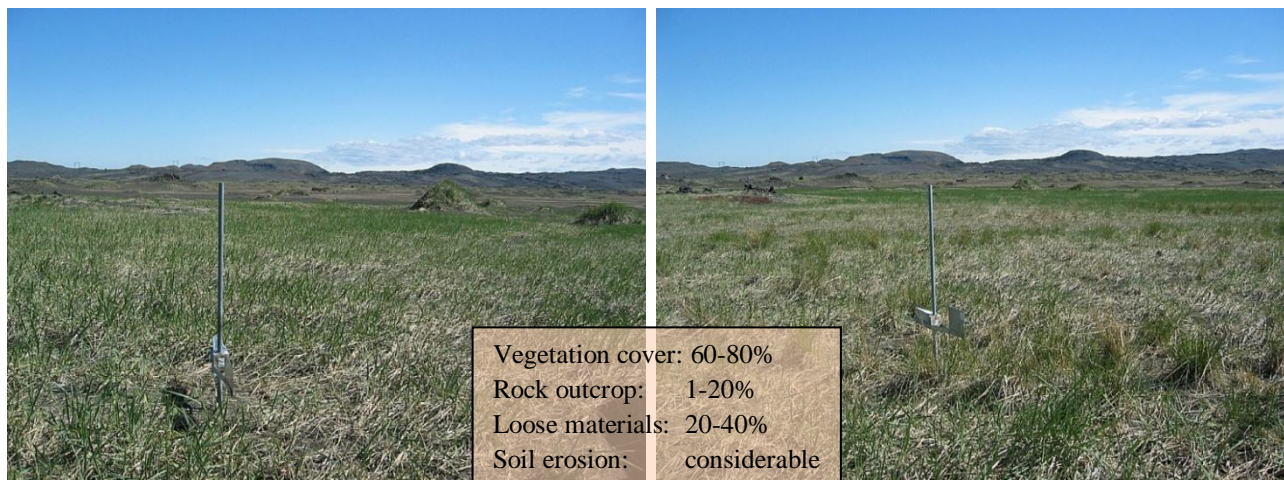 Vegetation cover: 60-80%
Rock outcrop: 1-20%
Loose materials: 20-40%
Soil erosion: considerable